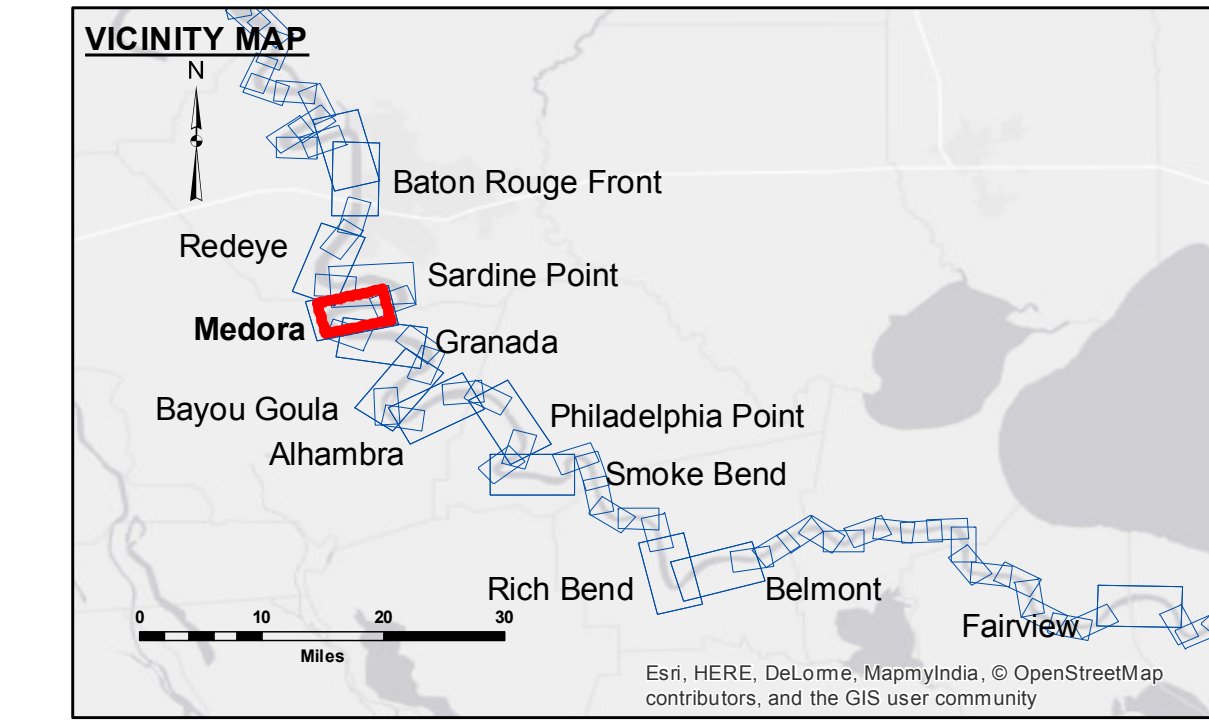 VICINITY MAP
N
Baton Rouge Front
Redeye
Sardine Point
Medora
Granada
Bayou Goula
Philadelphia Point
Alhambra
Smoke Bend
Rich Bend
Belmont
Fairview
0 10 20 30
Miles
Esri, HERE, DeLorme, MapmyIndia, © OpenStreetMap
contributors, and the GIS user community